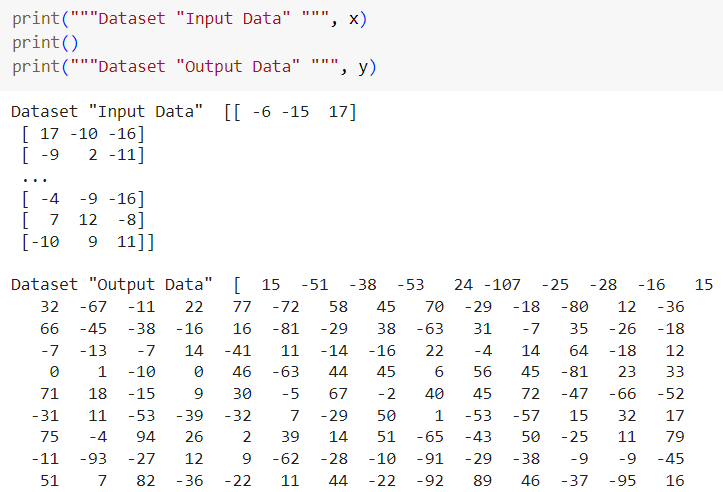 print("""Dataset "Input Data" """, x)
print()
print("""Dataset "Output Data" """, y)
Dataset "Input Data"  [[ -6 -15  17]
 [ 17 -10 -16]
 [ -9   2 -11]
 ...
 [ -4  -9 -16]
 [  7  12  -8]
 [-10   9  11]]
Dataset "Output Data"  [  15  -51  -38  -53   24 -107  -25  -28  -16   15
   32  -67  -11   22   77  -72   58   45   70  -29  -18  -80   12  -36
   66  -45  -38  -16   16  -81  -29   38  -63   31   -7   35  -26  -18
   -7  -13   -7   14  -41   11  -14  -16   22   -4   14   64  -18   12
    0    1  -10    0   46  -63   44   45    6   56   45  -81   23   33
   71   18  -15    9   30   -5   67   -2   40   45   72  -47  -66  -52
  -31   11  -53  -39  -32    7  -29   50    1  -53  -57   15   32   17
   75   -4   94   26    2   39   14   51  -65  -43   50  -25   11   79
  -11  -93  -27   12    9  -62  -28  -10  -91  -29  -38   -9   -9  -45
   51    7   82  -36  -22   11   44  -22  -92   89   46  -37  -95   16